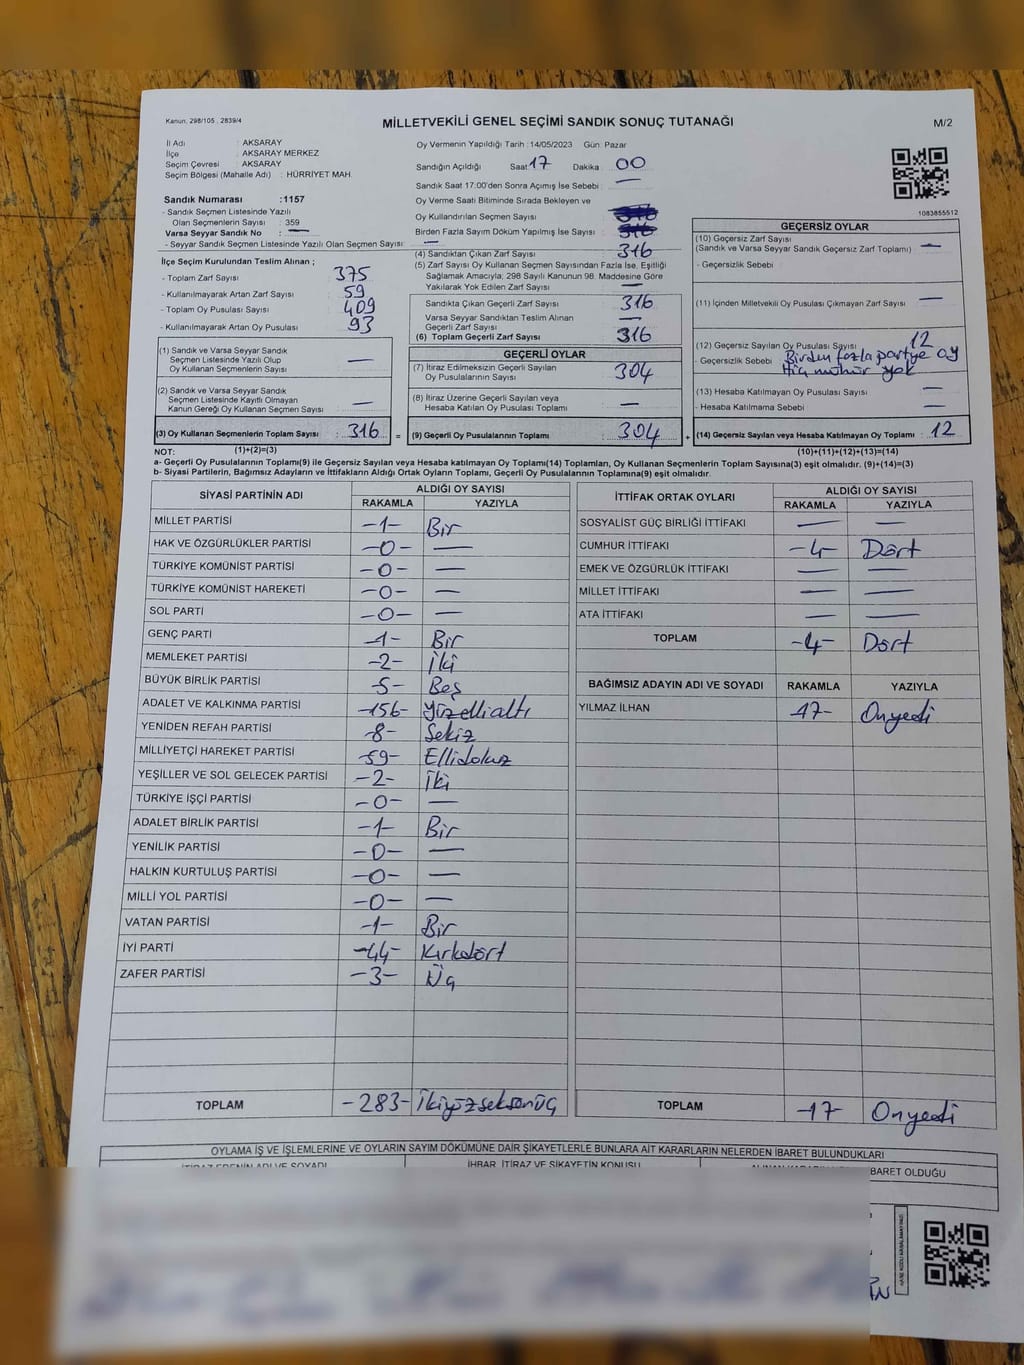 Kanun, 298/105 , 2839/4
MİLLETVEKİLİ GENEL SEÇİMİ SANDIK SONUÇ TUTANAĞI
M/2
İl Adı : AKSARAY
İlçe : AKSARAY MERKEZ
Seçim Çevresi : AKSARAY
Seçim Bölgesi (Mahalle Adı) : HÜRRİYET MAH.
Sandık Numarası :1157
- Sandık Seçmen Listesinde Yazılı
Olan Seçmenlerin Sayısı : 359
Varsa Seyyar Sandık No : —
- Seyyar Sandık Seçmen Listesinde Yazılı Olan Seçmen Sayısı: —
İlçe Seçim Kurulundan Teslim Alınan ;
- Toplam Zarf Sayısı : 375
- Kullanılmayarak Artan Zarf Sayısı : 59
- Toplam Oy Pusulası : 409
- Kullanılmayarak Artan Oy Pusulası : 93
Oy Vermenin Yapıldığı Tarih :14/05/2023 Gün: Pazar
Sandığın Açıldığı Saat: 17 Dakika : 00
Sandık Saat 17:00'den Sonra Açımış İse Sebebi : —
Oy Verme Saati Bitiminde Sırada Bekleyen ve
Oy Kullandırılan Seçmen Sayısı :
Birden Fazla Sayım Döküm Yapılmış İse Sayısı :
(4) Sandıktan Çıkan Zarf Sayısı : 316
(5) Zarf Sayısı Oy Kullanan Seçmen Sayısından Fazla İse, Eşitliği
Sağlamak Amacıyla; 298 Sayılı Kanunun 98. Maddesine Göre
Yakılarak Yok Edilen Zarf Sayısı : —
Sandıkta Çıkan Geçerli Zarf Sayısı : 316
Varsa Seyyar Sandıktan Teslim Alınan
Geçerli Zarf Sayısı : —
(6) Toplam Geçerli Zarf Sayısı : 316
1083855512
GEÇERSİZ OYLAR
(10) Geçersiz Zarf Sayısı
(Sandık ve Varsa Seyyar Sandık Geçersiz Zarf Toplamı) : —
- Geçersizlik Sebebi :
(11) İçinden Milletvekili Oy Pusulası Çıkmayan Zarf Sayısı : —
(12) Geçersiz Sayılan Oy Pusulası Sayısı : 12
Geçersizlik Sebebi : Birden fazla partiye oy
Hiç mühür yok
(13) Hesaba Katılmayan Oy Pusulası Sayısı : —
- Hesaba Katılmama Sebebi : —
(1) Sandık ve Varsa Seyyar Sandık
Seçmen Listesinde Yazılı Olup
Oy Kullanan Seçmenlerin Sayısı : —
(2) Sandık ve Varsa Seyyar Sandık
Seçmen Listesinde Kayıtlı Olmayan
Kanun Gereği Oy Kullanan Seçmen Sayısı : —
GEÇERLİ OYLAR
(7) İtiraz Edilmeksizin Geçerli Sayılan
Oy Pusulalarının Sayısı : 304
(8) İtiraz Üzerine Geçerli Sayılan veya
Hesaba Katılan Oy Pusulası Toplamı : —
(3) Oy Kullanan Seçmenlerin Toplam Sayısı : 316 = (9) Geçerli Oy Pusulalarının Toplamı : 304 + (14) Geçersiz Sayılan veya Hesaba Katılmayan Oy Toplamı : 12
NOT: (1)+(2)=(3) (10)+(11)+(12)+(13)=(14)
a- Geçerli Oy Pusulalarının Toplamı(9) ile Geçersiz Sayılan veya Hesaba katılmayan Oy Toplamı(14) Toplamları, Oy Kullanan Seçmenlerin Toplam Sayısına(3) eşit olmalıdır. (9)+(14)=(3)
b- Siyasi Partilerin, Bağımsız Adayların ve İttifakların Aldığı Ortak Oyların Toplamı, Geçerli Oy Pusulalarının Toplamına(9) eşit olmalıdır.
SİYASİ PARTİNİN ADI ALDIĞI OY SAYISI
RAKAMLA YAZIYLA
MİLLET PARTİSİ -1- Bir
HAK VE ÖZGÜRLÜKLER PARTİSİ -0- —
TÜRKİYE KOMÜNİST PARTİSİ -0- —
TÜRKİYE KOMÜNİST HAREKETİ -0- —
SOL PARTİ -0- —
GENÇ PARTİ -1- Bir
MEMLEKET PARTİSİ -2- İki
BÜYÜK BİRLİK PARTİSİ -5- Beş
ADALET VE KALKINMA PARTİSİ -156- yüzellialtı
YENİDEN REFAH PARTİSİ -8- Sekiz
MİLLİYETÇİ HAREKET PARTİSİ -59- Ellidokuz
YEŞİLLER VE SOL GELECEK PARTİSİ -2- İki
TÜRKİYE İŞÇİ PARTİSİ -0- —
ADALET BİRLİK PARTİSİ -1- Bir
YENİLİK PARTİSİ -0- —
HALKIN KURTULUŞ PARTİSİ -0- —
MİLLİ YOL PARTİSİ -0- —
VATAN PARTİSİ -1- Bir
İYİ PARTİ -44- Kırkdört
ZAFER PARTİSİ -3- Üç
TOPLAM -283- İkiyüzseksenüç
İTTİFAK ORTAK OYLARI ALDIĞI OY SAYISI
RAKAMLA YAZIYLA
SOSYALİST GÜÇ BİRLİĞİ İTTİFAKI — —
CUMHUR İTTİFAKI -4- Dört
EMEK VE ÖZGÜRLÜK İTTİFAKI — —
MİLLET İTTİFAKI — —
ATA İTTİFAKI — —
TOPLAM -4- Dört
BAĞIMSIZ ADAYIN ADI VE SOYADI RAKAMLA YAZIYLA
YILMAZ İLHAN 17- Onyedi
TOPLAM -17- Onyedi
OYLAMA İŞ VE İŞLEMLERİNE VE OYLARIN SAYIM DÖKÜMÜNE DAİR ŞİKAYETLERLE BUNLARA AİT KARARLARIN NELERDEN İBARET BULUNDUKLARI
İTİRAZ EDENİN ADI VE SOYADI İHBAR, İTİRAZ VE ŞİKAYETİN KONUSU BARET OLDUĞU